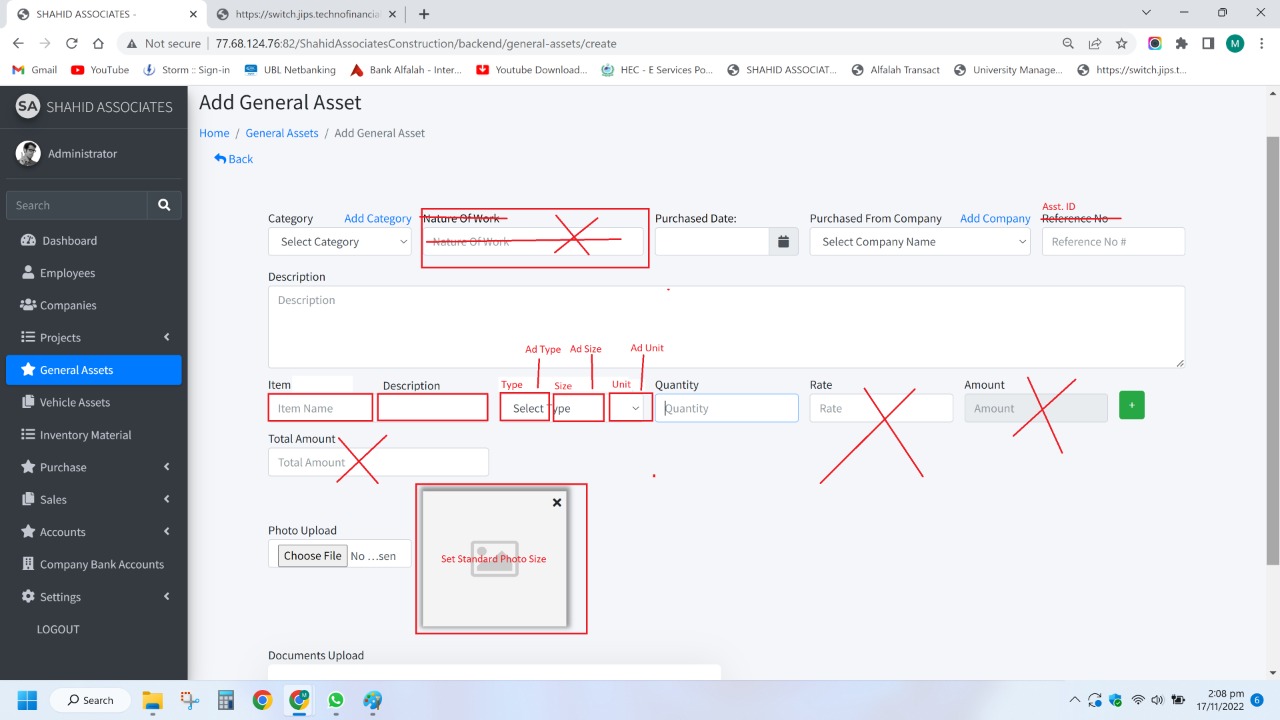 SHAHID ASSOCIATES -
https://switch.jips.technofinancial
Not secure
77.68.124.76:82/ShahidAssociatesConstruction/backend/general-assets/create
M
Gmail
YouTube
Storm :: Sign-in
UBL Netbanking
Bank Alfalah - Inter...
Youtube Download...
HEC - E Services Po...
SHAHID ASSOCIAT...
Alfalah Transact
University Manage...
https://switch.jips.t...
SA SHAHID ASSOCIATES
Administrator
Search
Dashboard
Employees
Companies
Projects
General Assets
Vehicle Assets
Inventory Material
Purchase
Sales
Accounts
Company Bank Accounts
Settings
LOGOUT
Add General Asset
Home / General Assets / Add General Asset
Back
Asst. ID
Category Add Category Nature Of Work Purchased Date: Purchased From Company Add Company Reference No
Select Category Nature Of Work Select Company Name Reference No #
Description
Description
Ad Type Ad Size Ad Unit
Item Description Type Size Unit Quantity Rate Amount
Item Name Select Type Quantity Rate Amount +
Total Amount
Total Amount
Photo Upload
Choose File No ...sen
Set Standard Photo Size
Documents Upload
Search
2:08 pm
17/11/2022
6